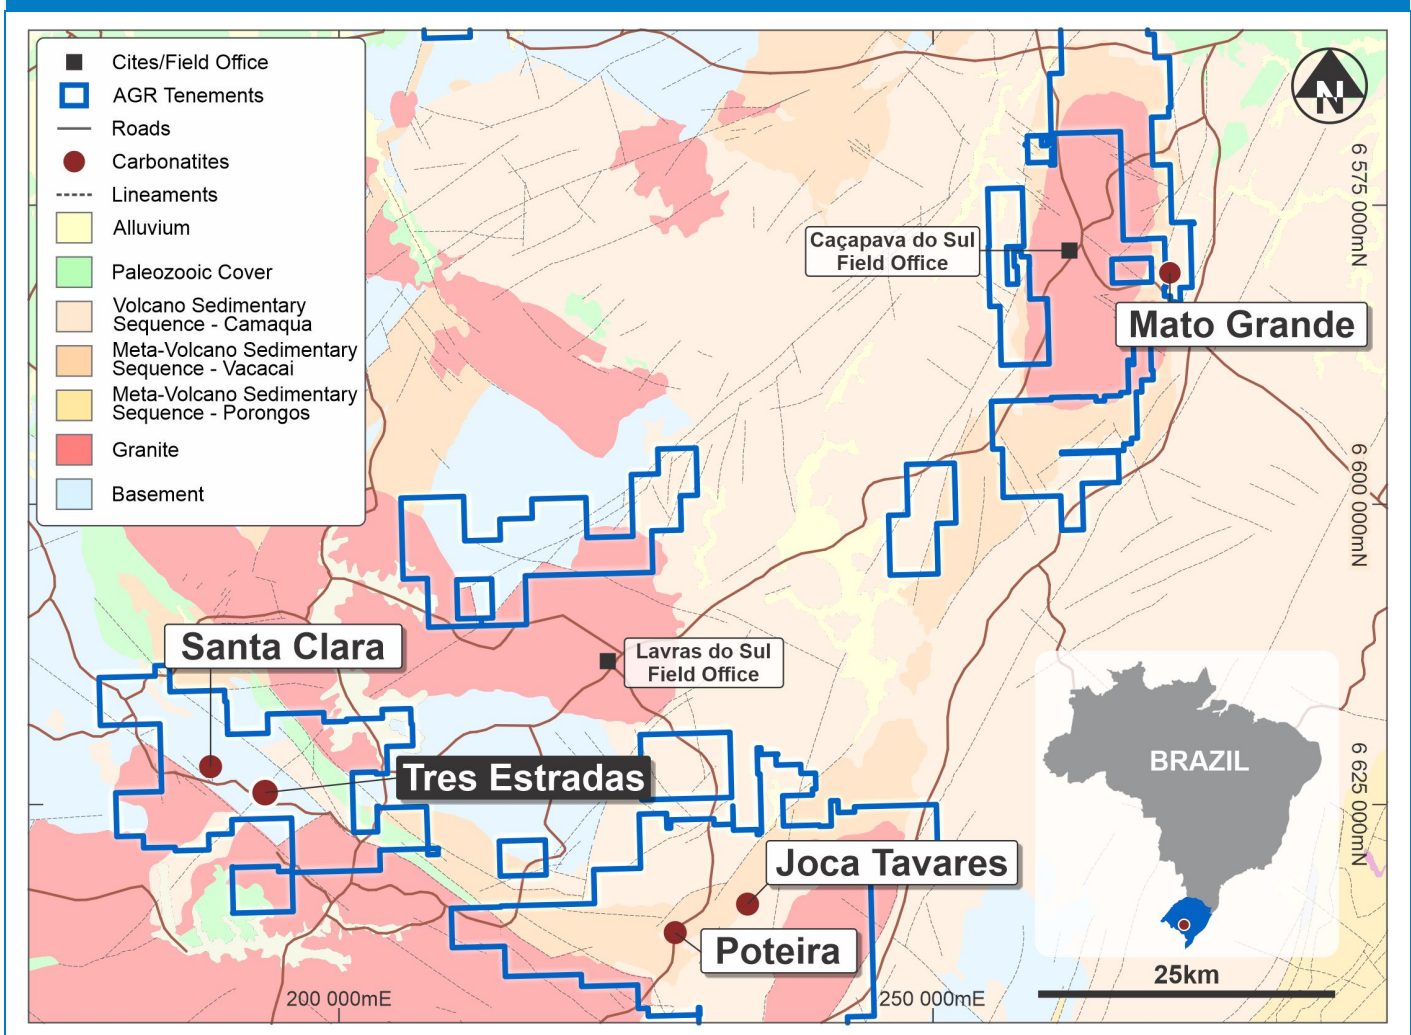 Cites/Field Office
AGR Tenements
Roads
Carbonatites
Lineaments
Alluvium
Paleozooic Cover
Volcano Sedimentary
Sequence - Camaqua
Meta-Volcano Sedimentary
Sequence - Vacacai
Meta-Volcano Sedimentary
Sequence - Porongos
Granite
Basement
N
6 575 000mN
Caçapava do Sul
Field Office
Mato Grande
6 600 000mN
Santa Clara
Lavras do Sul
Field Office
Tres Estradas
BRAZIL
6 625 000mN
Joca Tavares
Poteira
25km
200 000mE
250 000mE